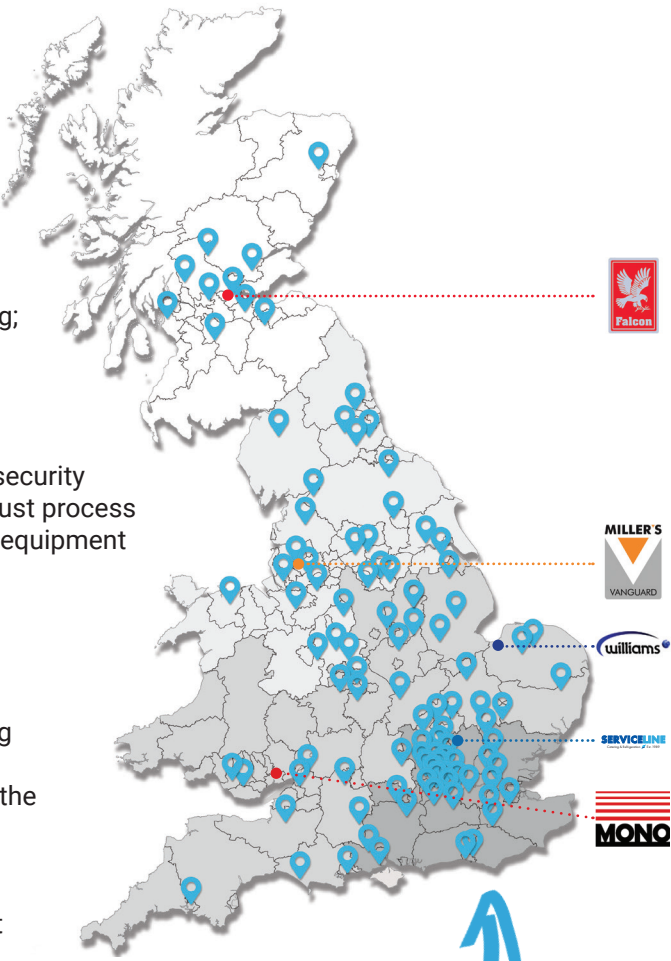 g;
security
ust process
equipment
g
the
t
Falcon
MILLER'S
VANGUARD
williams
SERVICELINE
MONO